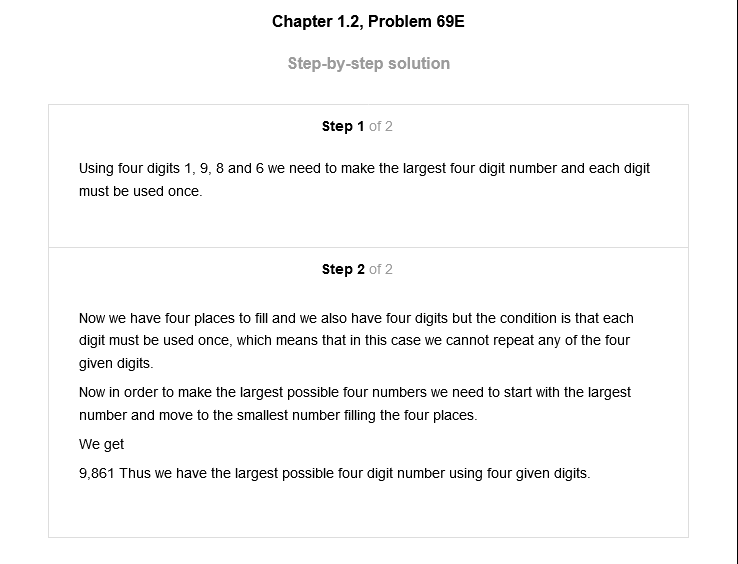 Chapter 1.2, Problem 69E
Step-by-step solution
Step 1 of 2
Using four digits 1, 9, 8 and 6 we need to make the largest four digit number and each digit
must be used once.
Step 2 of 2
Now we have four places to fill and we also have four digits but the condition is that each
digit must be used once, which means that in this case we cannot repeat any of the four
given digits.
Now in order to make the largest possible four numbers we need to start with the largest
number and move to the smallest number filling the four places.
We get
9,861 Thus we have the largest possible four digit number using four given digits.